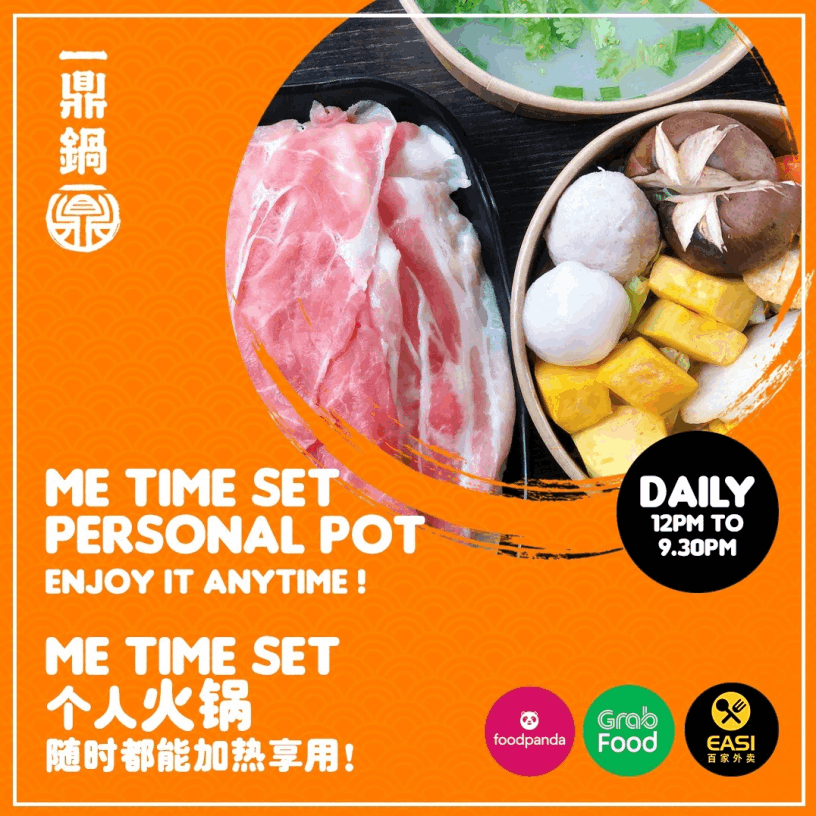 一鼎鍋
鼎
ME TIME SET
PERSONAL POT
ENJOY IT ANYTIME !
DAILY
12PM TO
9.30PM
ME TIME SET
个人火锅
随时都能加热享用!
foodpanda
Grab
Food
EASI
百家外卖